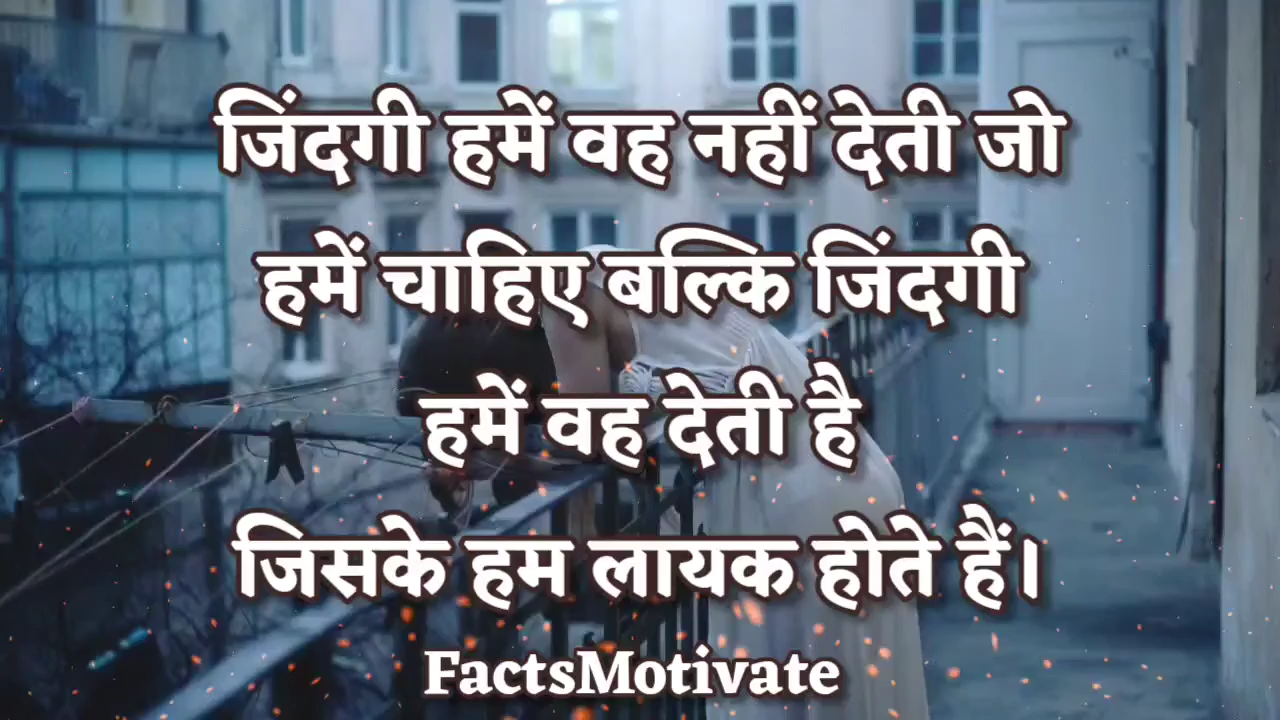 जिंदगी हमें वह नहीं देती जो
हमें चाहिए बल्कि जिंदगी
हमें वह देती है
जिसके हम लायक होते हैं।
FactsMotivate